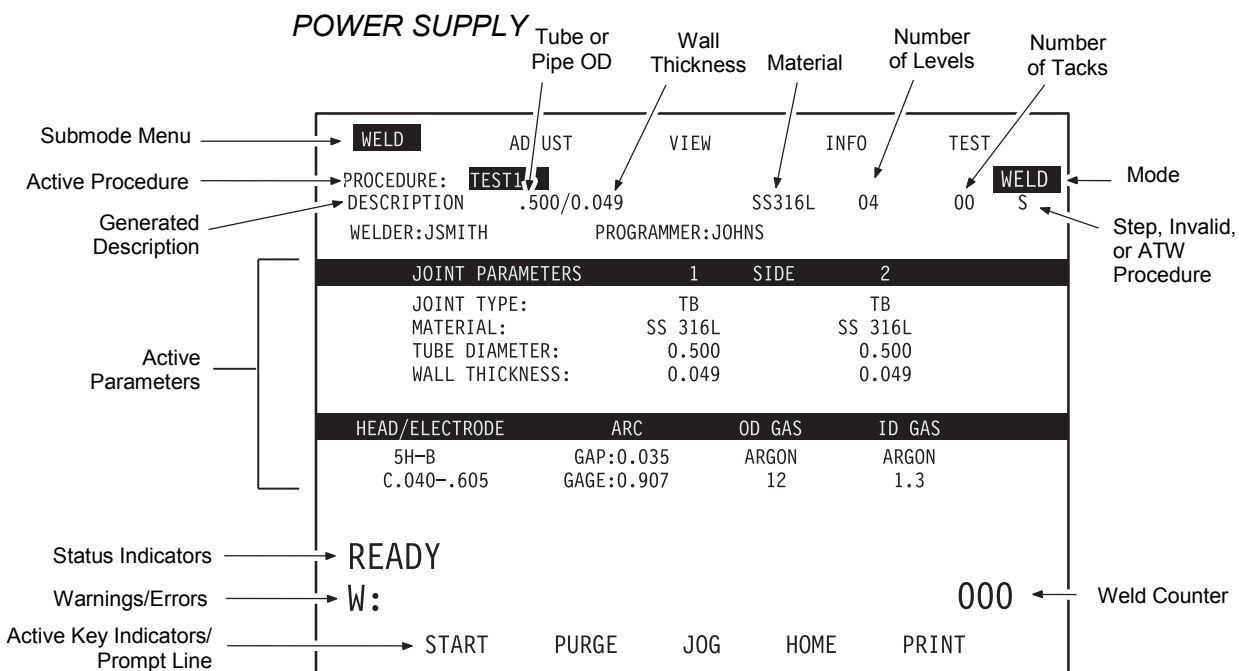 POWER SUPPLY
Tube or
Pipe OD
Wall
Thickness
Material
Number
of Levels
Number
of Tacks
Submode Menu
WELD ADJUST VIEW INFO TEST
Active Procedure
PROCEDURE: TEST1
WELD
Mode
Generated
Description
DESCRIPTION .500/0.049 SS316L 04 00 S
Step, Invalid,
or ATW
Procedure
WELDER:JSMITH PROGRAMMER:JOHNS
JOINT PARAMETERS 1 SIDE 2
JOINT TYPE: TB TB
MATERIAL: SS 316L SS 316L
TUBE DIAMETER: 0.500 0.500
WALL THICKNESS: 0.049 0.049
Active
Parameters
HEAD/ELECTRODE ARC OD GAS ID GAS
5H-B GAP:0.035 ARGON ARGON
C.040-.605 GAGE:0.907 12 1.3
Status Indicators
READY
Warnings/Errors
W: 000
Weld Counter
Active Key Indicators/
Prompt Line
START PURGE JOG HOME PRINT